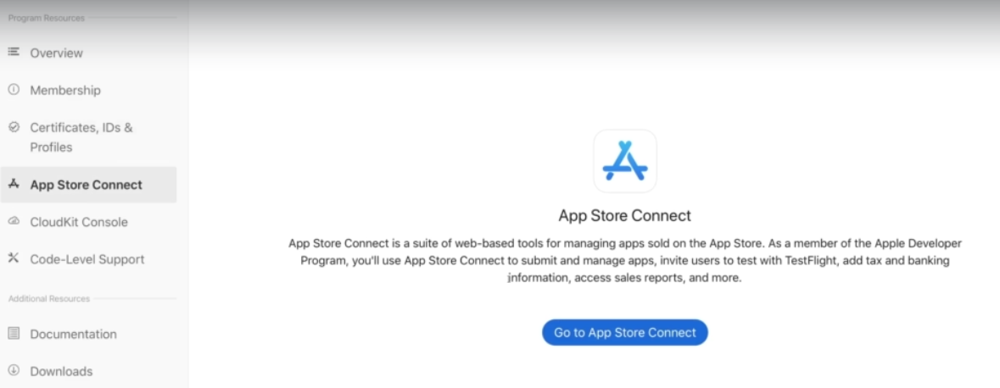 Program Resources
Overview
Membership
Certificates, IDs &
Profiles
App Store Connect
CloudKit Console
Code-Level Support
Additional Resources
Documentation
Downloads
App Store Connect
App Store Connect is a suite of web-based tools for managing apps sold on the App Store. As a member of the Apple Developer
Program, you'll use App Store Connect to submit and manage apps, invite users to test with TestFlight, add tax and banking
information, access sales reports, and more.
Go to App Store Connect